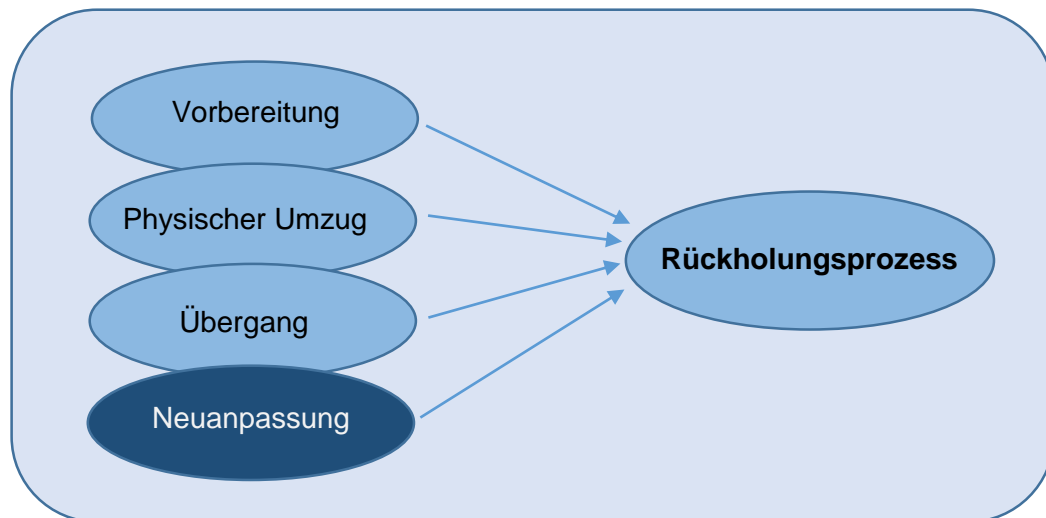 Vorbereitung
Physischer Umzug
Übergang
Neuanpassung
Rückholungsprozess